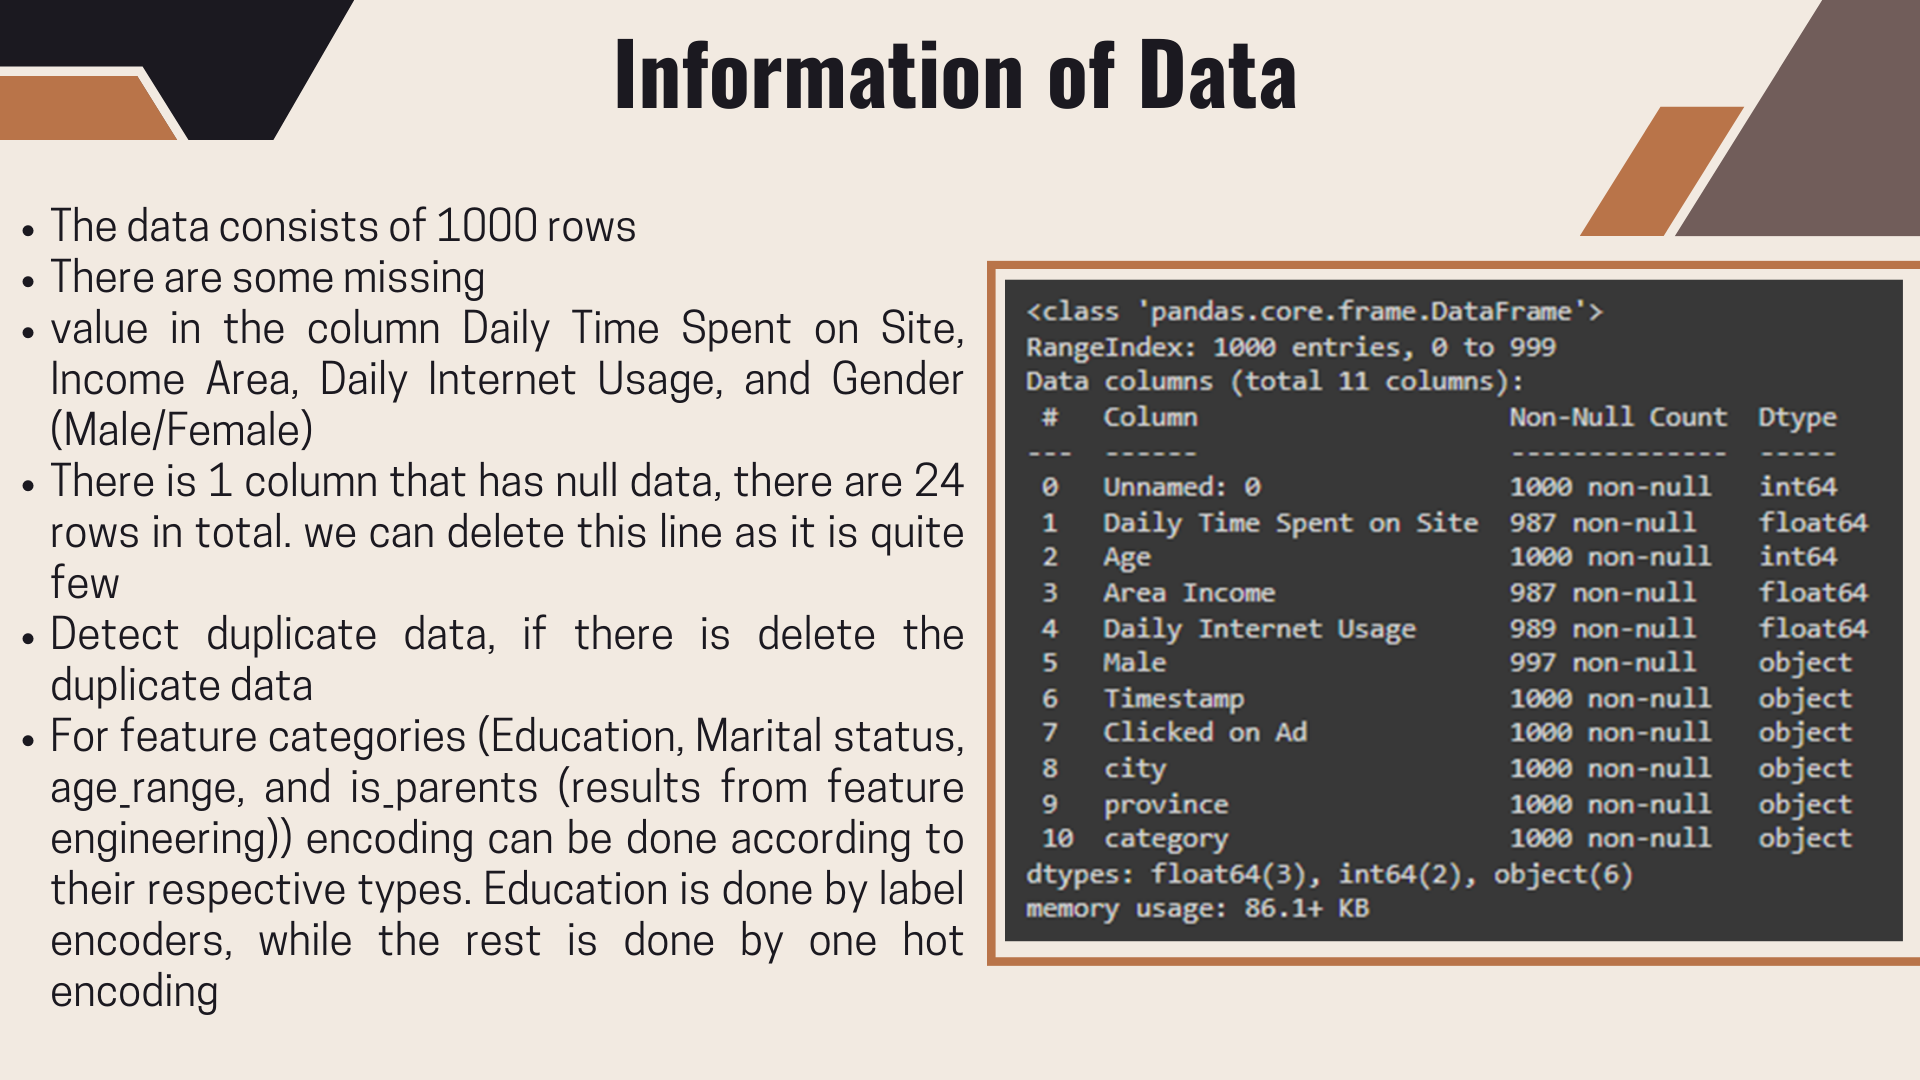 Information of Data
• The data consists of 1000 rows
• There are some missing
• value in the column Daily Time Spent on Site,
Income Area, Daily Internet Usage, and Gender
(Male/Female)
• There is 1 column that has null data, there are 24
rows in total. we can delete this line as it is quite
few
• Detect duplicate data, if there is delete the
duplicate data
• For feature categories (Education, Marital status,
age_range, and is_parents (results from feature
engineering)) encoding can be done according to
their respective types. Education is done by label
encoders, while the rest is done by one hot
encoding
<class 'pandas.core.frame.DataFrame'>
RangeIndex: 1000 entries, 0 to 999
Data columns (total 11 columns):
 #   Column                    Non-Null Count  Dtype
---  ------                    --------------  -----
 0   Unnamed: 0                1000 non-null   int64
 1   Daily Time Spent on Site  987 non-null    float64
 2   Age                       1000 non-null   int64
 3   Area Income               987 non-null    float64
 4   Daily Internet Usage      989 non-null    float64
 5   Male                      997 non-null    object
 6   Timestamp                 1000 non-null   object
 7   Clicked on Ad             1000 non-null   object
 8   city                      1000 non-null   object
 9   province                  1000 non-null   object
 10  category                  1000 non-null   object
dtypes: float64(3), int64(2), object(6)
memory usage: 86.1+ KB